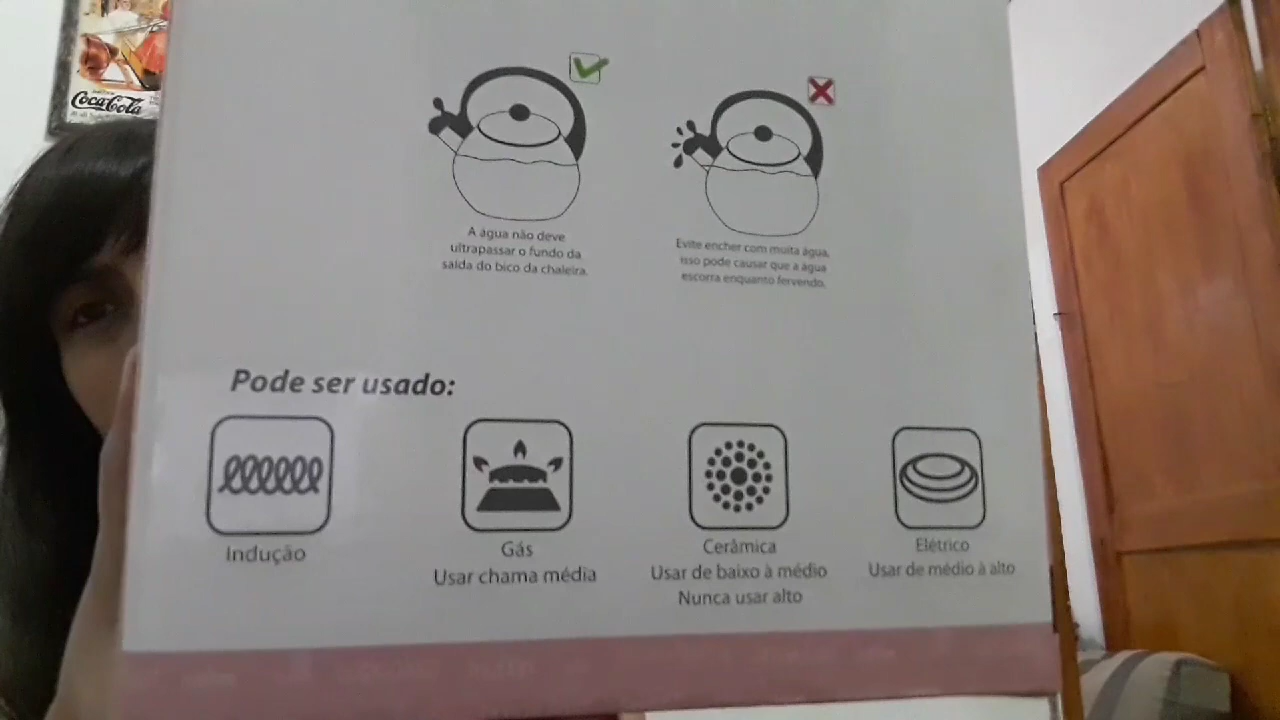 Coca-Cola
A água não deve
ultrapassar o fundo da
saída do bico da chaleira.
Evite encher com muita água,
isso pode causar que a água
escorra enquanto fervendo.
Pode ser usado:
Indução
Gás
Usar chama média
Cerâmica
Usar de baixo à médio
Nunca usar alto
Elétrico
Usar de médio à alto